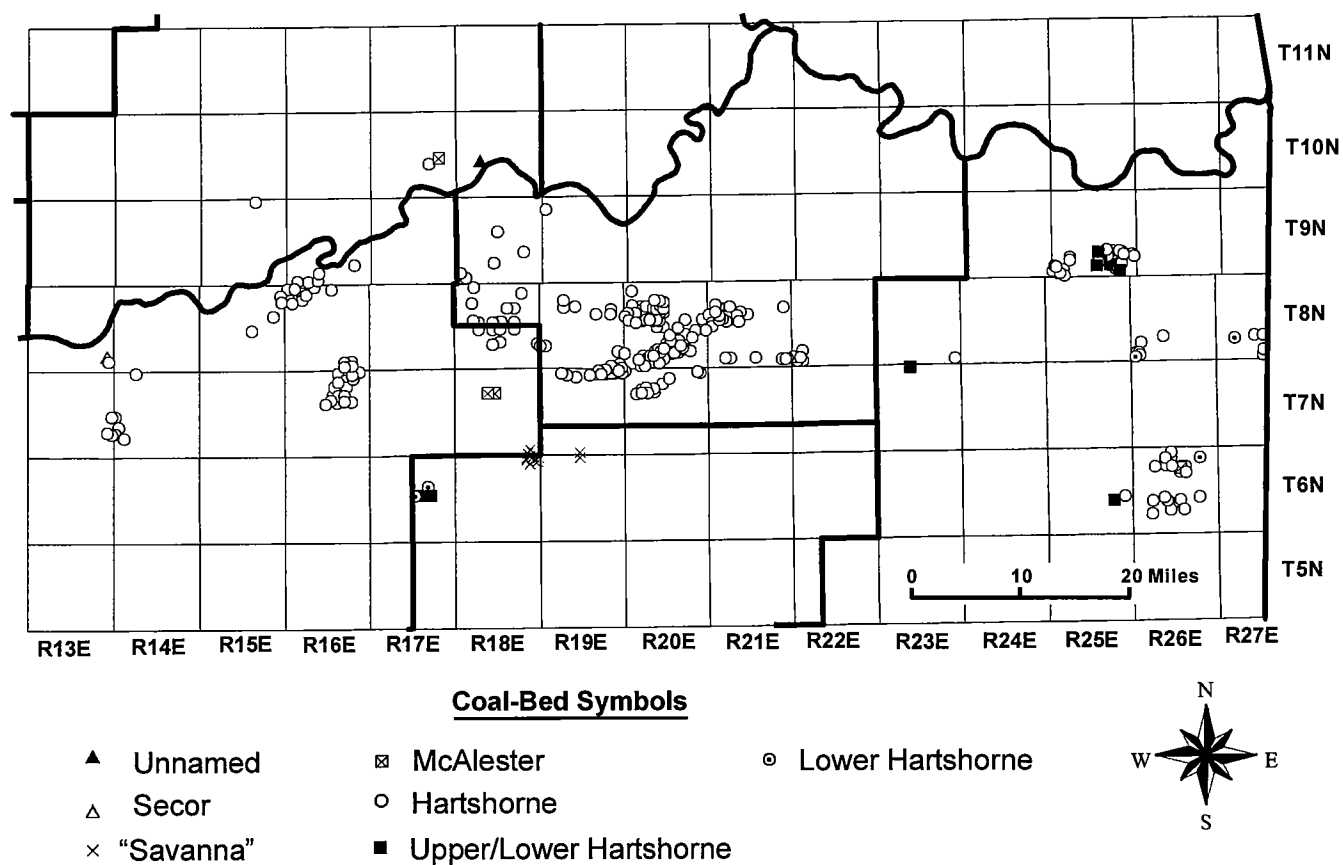 T11N
T10N
T9N
T8N
T7N
T6N
T5N
0 10 20 Miles
R13E R14E R15E R16E R17E R18E R19E R20E R21E R22E R23E R24E R25E R26E R27E
Coal-Bed Symbols
Unnamed
Secor
"Savanna"
McAlester
Hartshorne
Upper/Lower Hartshorne
Lower Hartshorne
N
W E
S